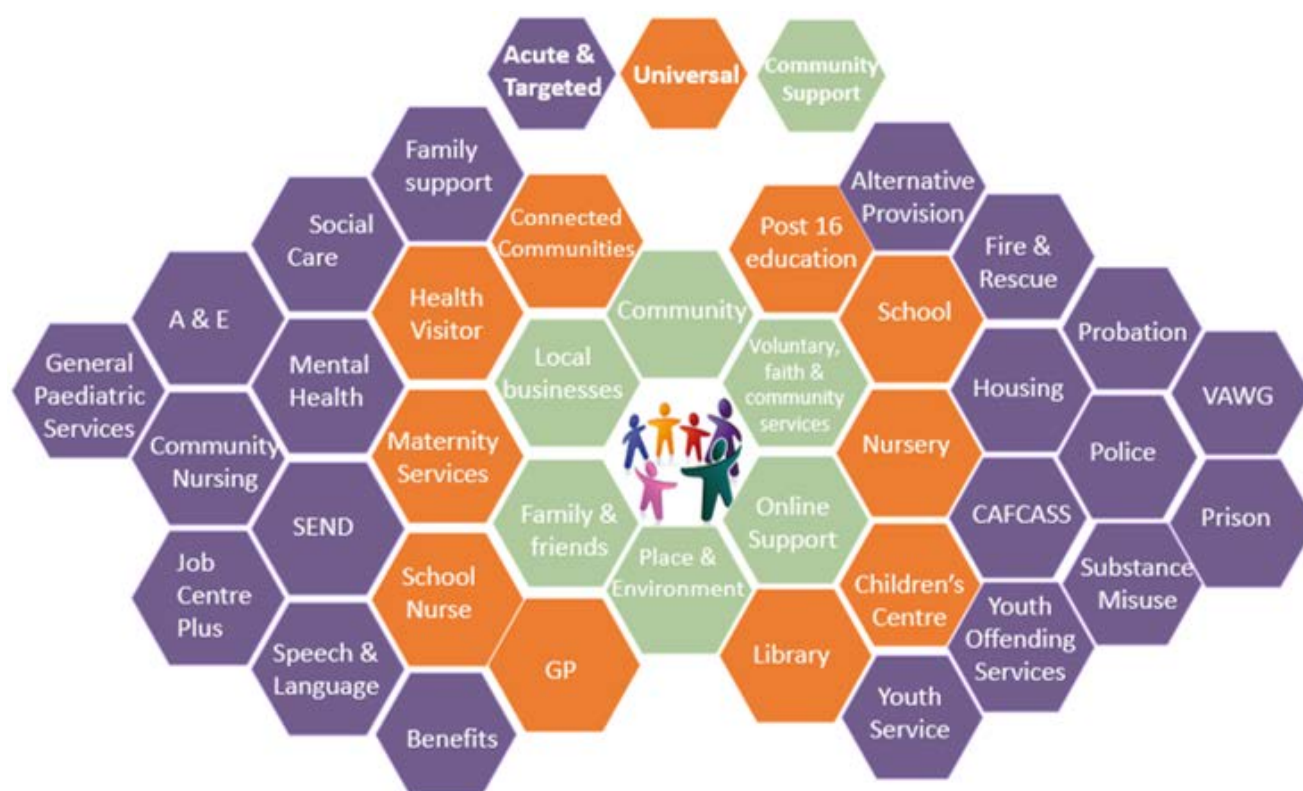 Acute &
Targeted
Universal
Community
Support
Family
support
Connected
Communities
Post 16
education
Alternative
Provision
Social
Care
Health
Visitor
Community
School
Fire &
Rescue
A & E
Mental
Health
Local
businesses
Voluntary,
faith &
community
services
Housing
Probation
General
Paediatric
Services
Community
Nursing
Maternity
Services
Nursery
Police
VAWG
SEND
Family &
friends
Online
Support
CAFCASS
Prison
Job
Centre
Plus
School
Nurse
Place &
Environment
Children's
Centre
Substance
Misuse
Speech &
Language
GP
Library
Youth
Offending
Services
Benefits
Youth
Service